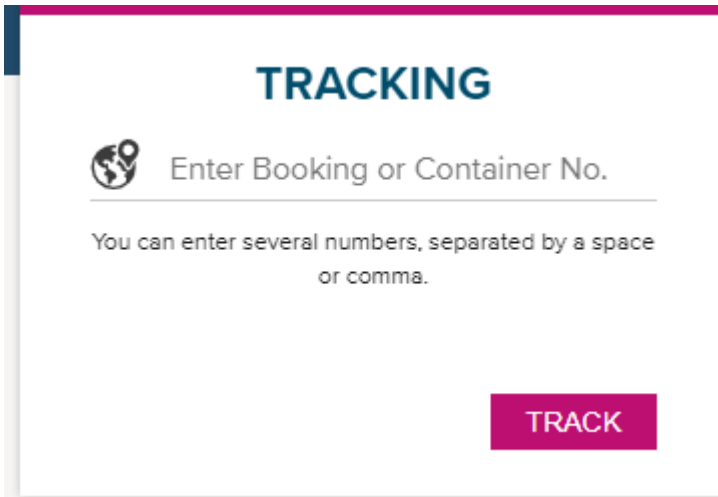 TRACKING
Enter Booking or Container No.
You can enter several numbers, separated by a space
or comma.
TRACK